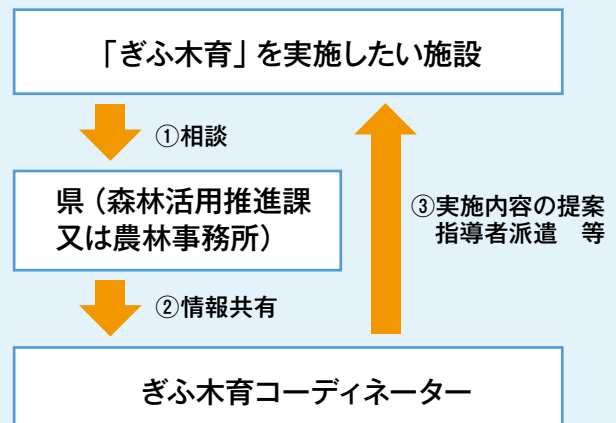 「ぎふ木育」を実施したい施設
①相談
県（森林活用推進課
又は農林事務所）
③実施内容の提案
指導者派遣　等
②情報共有
ぎふ木育コーディネーター